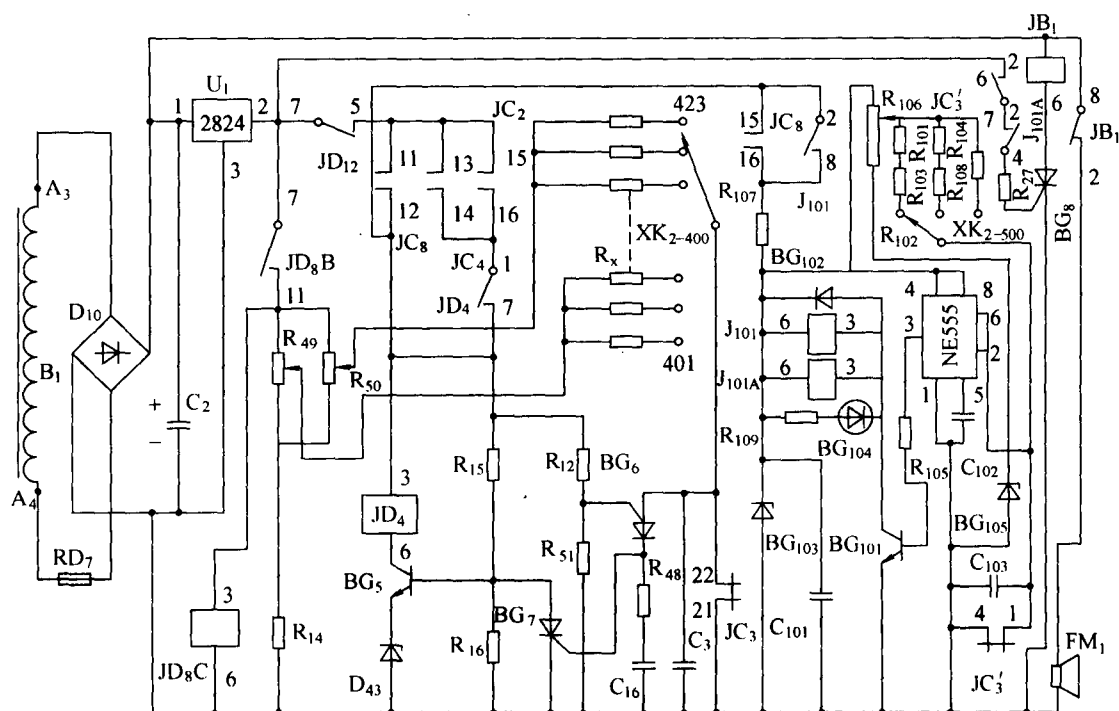 JB₁
U₁
1
2824
2
3
7
5
JD₁₂
JC₂
423
15
JC₈
2
8
16
R₁₀₆
JC₃′
6
2
7
2
4
J₁₀₁A
6
8
JB₁
2
A₃
11
13
15
R₁₀₁
R₁₀₄
R₁₀₃
R₁₀₈
R₂₇
12
14
16
R₁₀₇
J₁₀₁
7
JC₈
XK₂₋₄₀₀
R₁₀₂
XK₂₋₅₀₀
BG₈
JD₈B
JC₄
1
Rₓ
BG₁₀₂
D₁₀
11
JD₄
7
4
8
R₄₉
J₁₀₁
6
3
3
NE555
6
2
B₁
R₅₀
401
J₁₀₁A
6
3
1
5
+
C₂
−
R₁₀₉
BG₁₀₄
R₁₀₅
C₁₀₂
R₁₅
R₁₂
BG₆
A₄
3
JD₄
BG₁₀₅
RD₇
6
R₅₁
BG₁₀₃
BG₁₀₁
BG₅
R₄₈
22
C₁₀₃
3
BG₇
21
4
1
R₁₄
R₁₆
C₃
JC₃
C₁₀₁
FM₁
JD₈C
6
D₄₃
C₁₆
JC₃′